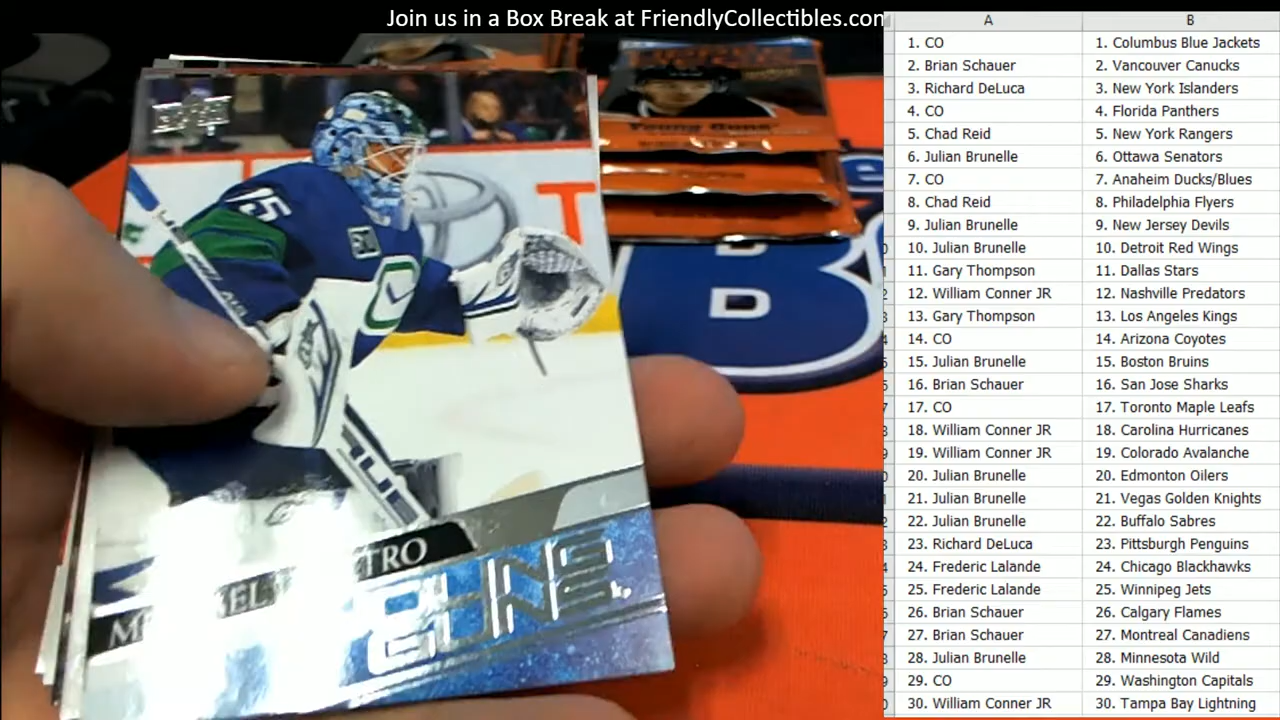 Join us in a Box Break at FriendlyCollectibles.com
A B
1. CO 1. Columbus Blue Jackets
2. Brian Schauer 2. Vancouver Canucks
3. Richard DeLuca 3. New York Islanders
4. CO 4. Florida Panthers
5. Chad Reid 5. New York Rangers
6. Julian Brunelle 6. Ottawa Senators
7. CO 7. Anaheim Ducks/Blues
8. Chad Reid 8. Philadelphia Flyers
9. Julian Brunelle 9. New Jersey Devils
10. Julian Brunelle 10. Detroit Red Wings
11. Gary Thompson 11. Dallas Stars
12. William Conner JR 12. Nashville Predators
13. Gary Thompson 13. Los Angeles Kings
14. CO 14. Arizona Coyotes
15. Julian Brunelle 15. Boston Bruins
16. Brian Schauer 16. San Jose Sharks
17. CO 17. Toronto Maple Leafs
18. William Conner JR 18. Carolina Hurricanes
19. William Conner JR 19. Colorado Avalanche
20. Julian Brunelle 20. Edmonton Oilers
21. Julian Brunelle 21. Vegas Golden Knights
22. Julian Brunelle 22. Buffalo Sabres
23. Richard DeLuca 23. Pittsburgh Penguins
24. Frederic Lalande 24. Chicago Blackhawks
25. Frederic Lalande 25. Winnipeg Jets
26. Brian Schauer 26. Calgary Flames
27. Brian Schauer 27. Montreal Canadiens
28. Julian Brunelle 28. Minnesota Wild
29. CO 29. Washington Capitals
30. William Conner JR 30. Tampa Bay Lightning
Young Guns
T